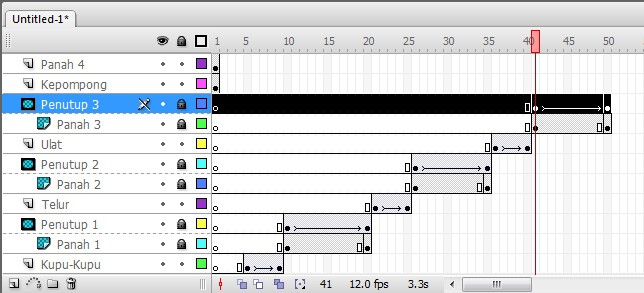 Untitled-1*
1 5 10 15 20 25 30 35 40 45 50
Panah 4
Kepompong
Penutup 3
Panah 3
Ulat
Penutup 2
Panah 2
Telur
Penutup 1
Panah 1
Kupu-Kupu
41 12.0 fps 3.3s